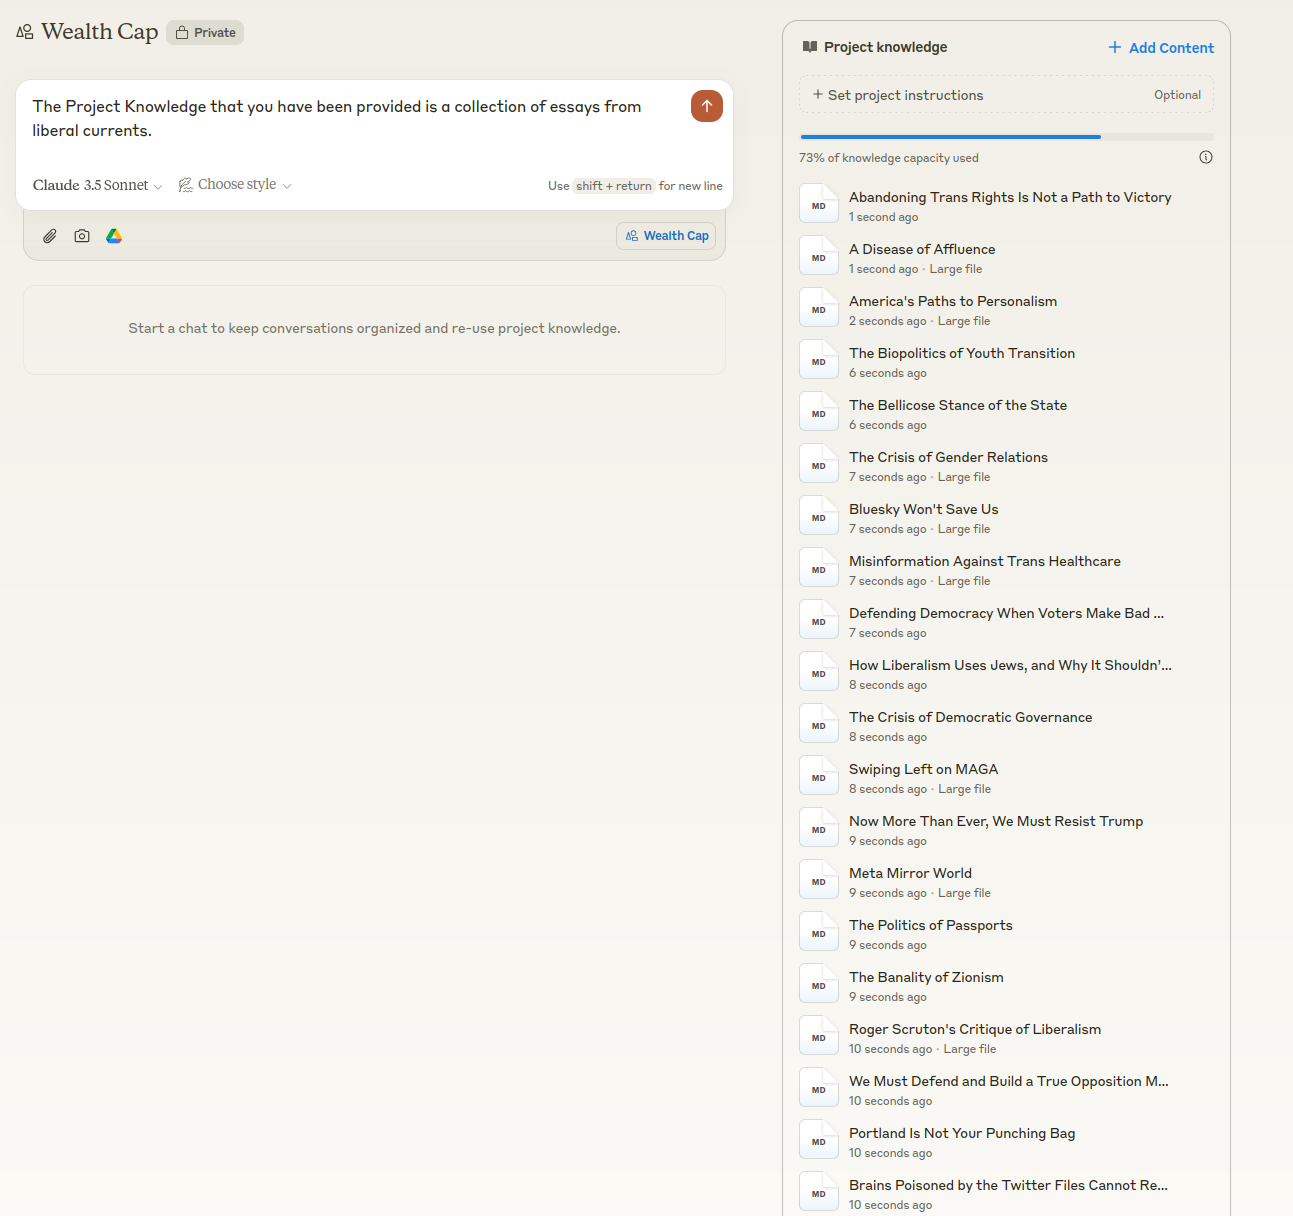 Wealth Cap
Private
The Project Knowledge that you have been provided is a collection of essays from
liberal currents.
Claude 3.5 Sonnet
Choose style
Use shift + return for new line
Wealth Cap
Start a chat to keep conversations organized and re-use project knowledge.
Project knowledge
Add Content
Set project instructions
Optional
73% of knowledge capacity used
MD
Abandoning Trans Rights Is Not a Path to Victory
1 second ago
MD
A Disease of Affluence
1 second ago · Large file
MD
America's Paths to Personalism
2 seconds ago · Large file
MD
The Biopolitics of Youth Transition
6 seconds ago
MD
The Bellicose Stance of the State
6 seconds ago
MD
The Crisis of Gender Relations
7 seconds ago · Large file
MD
Bluesky Won't Save Us
7 seconds ago · Large file
MD
Misinformation Against Trans Healthcare
7 seconds ago · Large file
MD
Defending Democracy When Voters Make Bad ...
7 seconds ago
MD
How Liberalism Uses Jews, and Why It Shouldn'...
8 seconds ago
MD
The Crisis of Democratic Governance
8 seconds ago
MD
Swiping Left on MAGA
8 seconds ago · Large file
MD
Now More Than Ever, We Must Resist Trump
9 seconds ago
MD
Meta Mirror World
9 seconds ago · Large file
MD
The Politics of Passports
9 seconds ago
MD
The Banality of Zionism
9 seconds ago
MD
Roger Scruton's Critique of Liberalism
10 seconds ago · Large file
MD
We Must Defend and Build a True Opposition M...
10 seconds ago
MD
Portland Is Not Your Punching Bag
10 seconds ago
MD
Brains Poisoned by the Twitter Files Cannot Re...
10 seconds ago